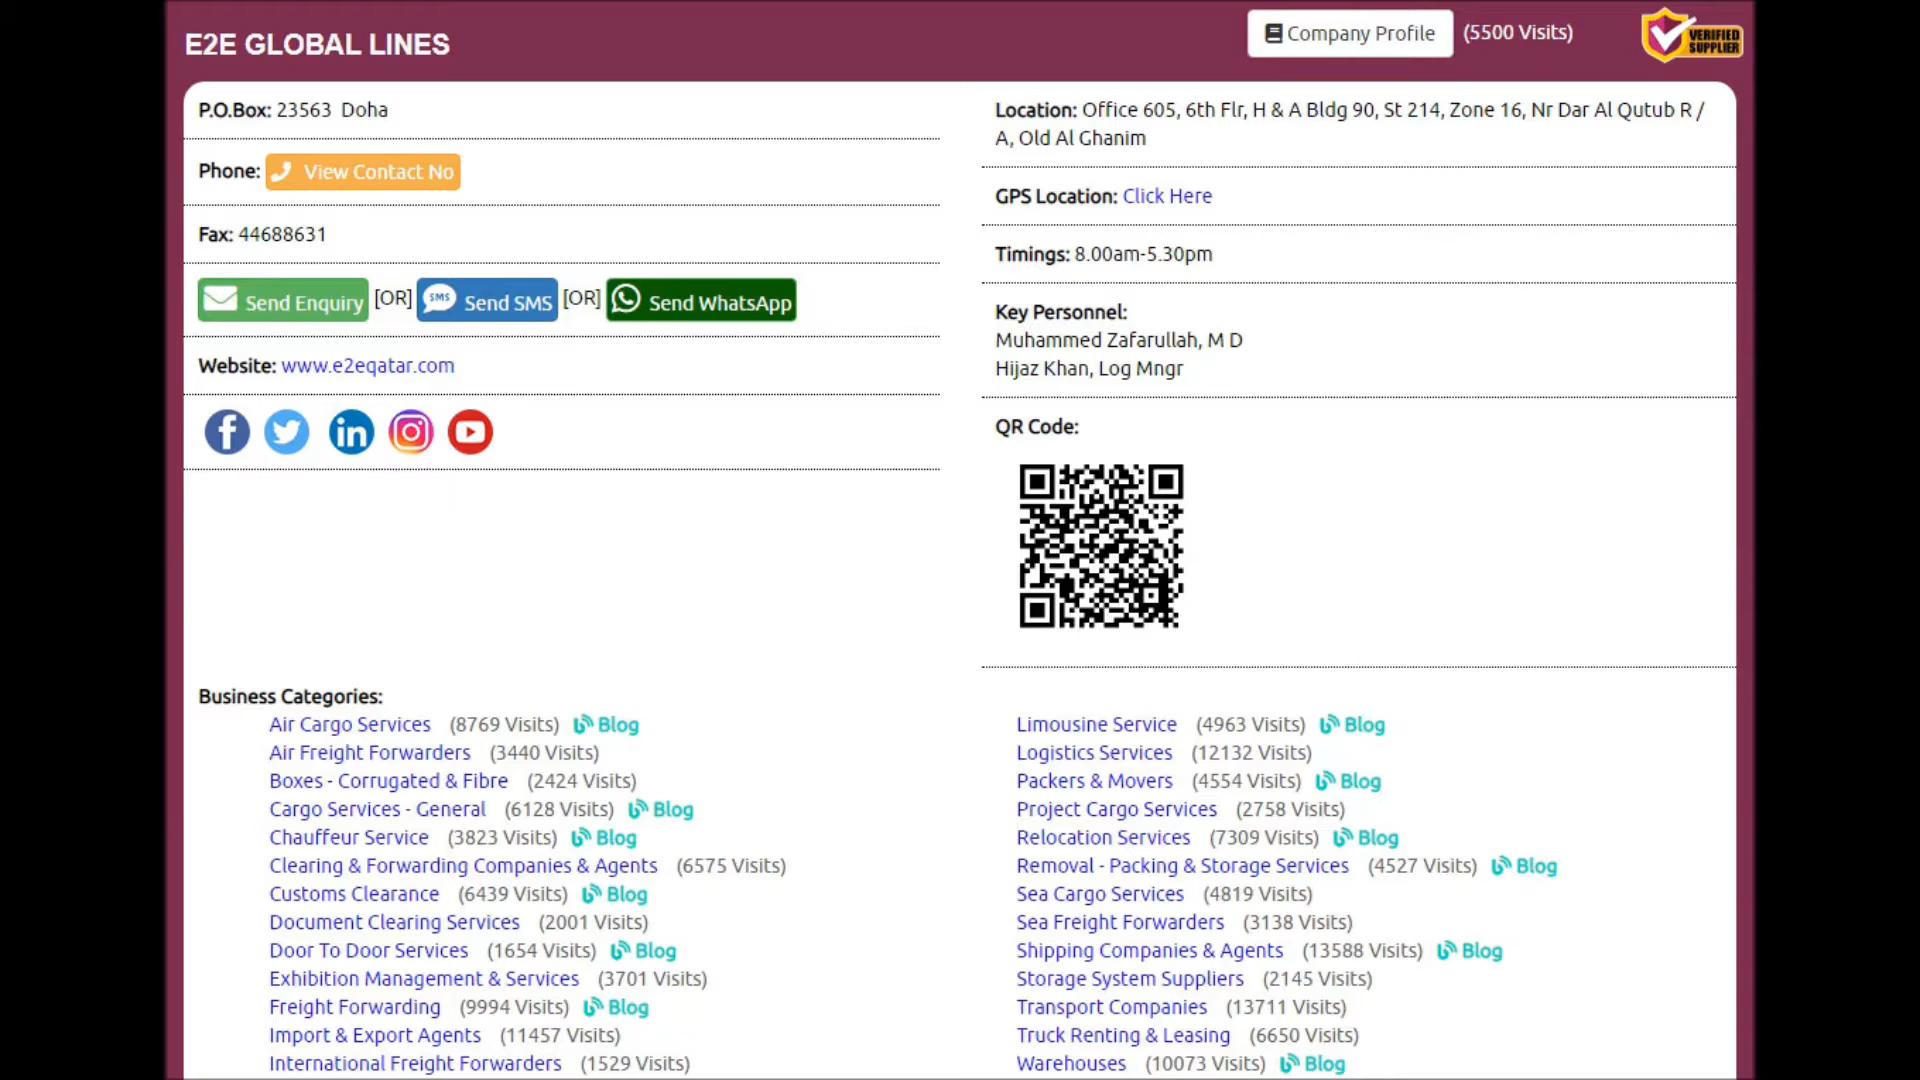 E2E GLOBAL LINES
Company Profile (5500 Visits)
VERIFIED
SUPPLIER
P.O.Box: 23563 Doha
Phone: View Contact No
Fax: 44688631
Send Enquiry [OR] SMS Send SMS [OR] Send WhatsApp
Website: www.e2eqatar.com
f in
Location: Office 605, 6th Flr, H & A Bldg 90, St 214, Zone 16, Nr Dar Al Qutub R /
A, Old Al Ghanim
GPS Location: Click Here
Timings: 8.00am-5.30pm
Key Personnel:
Muhammed Zafarullah, M D
Hijaz Khan, Log Mngr
QR Code:
Business Categories:
Air Cargo Services (8769 Visits) Blog
Air Freight Forwarders (3440 Visits)
Boxes - Corrugated & Fibre (2424 Visits)
Cargo Services - General (6128 Visits) Blog
Chauffeur Service (3823 Visits) Blog
Clearing & Forwarding Companies & Agents (6575 Visits)
Customs Clearance (6439 Visits) Blog
Document Clearing Services (2001 Visits)
Door To Door Services (1654 Visits) Blog
Exhibition Management & Services (3701 Visits)
Freight Forwarding (9994 Visits) Blog
Import & Export Agents (11457 Visits)
International Freight Forwarders (1529 Visits)
Limousine Service (4963 Visits) Blog
Logistics Services (12132 Visits)
Packers & Movers (4554 Visits) Blog
Project Cargo Services (2758 Visits)
Relocation Services (7309 Visits) Blog
Removal - Packing & Storage Services (4527 Visits) Blog
Sea Cargo Services (4819 Visits)
Sea Freight Forwarders (3138 Visits)
Shipping Companies & Agents (13588 Visits) Blog
Storage System Suppliers (2145 Visits)
Transport Companies (13711 Visits)
Truck Renting & Leasing (6650 Visits)
Warehouses (10073 Visits) Blog